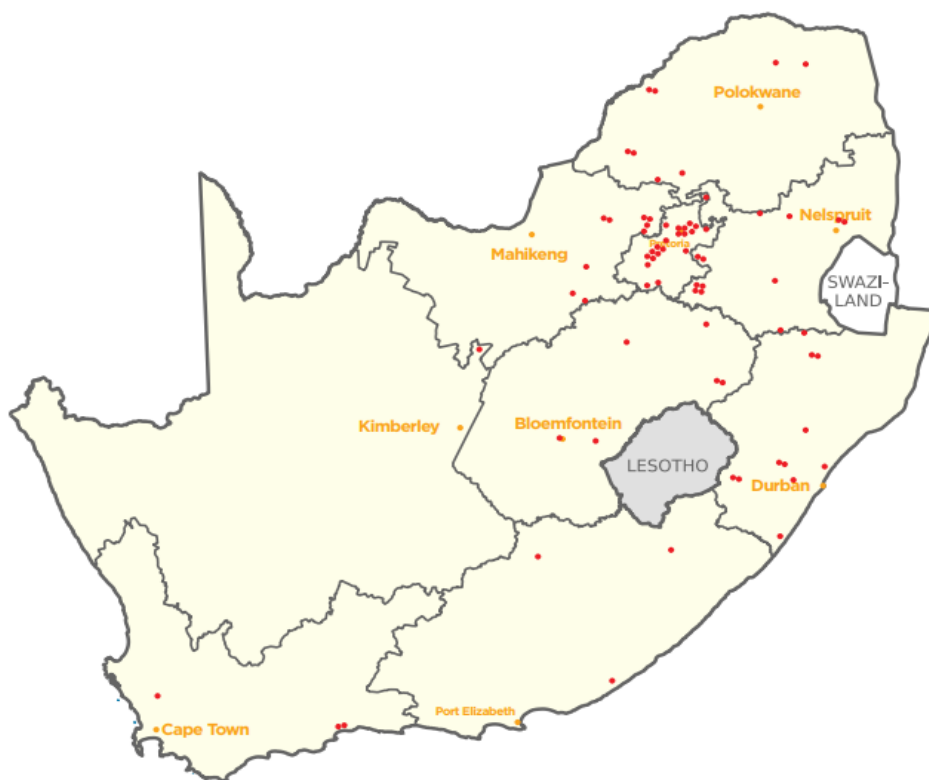 Polokwane
Nelspruit
Pretoria
Mahikeng
SWAZI-
LAND
Kimberley
Bloemfontein
LESOTHO
Durban
Port Elizabeth
Cape Town